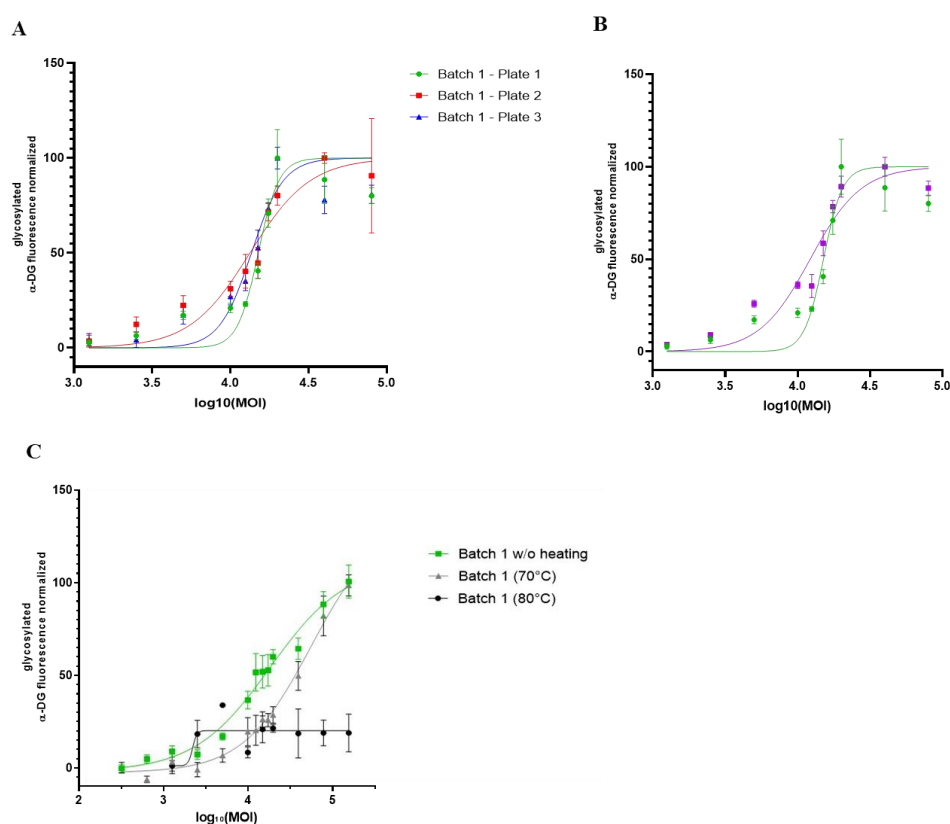 A
150
100
50
0
glycosylated
α-DG fluorescence normalized
3.0 3.5 4.0 4.5 5.0
log10(MOI)
Batch 1 - Plate 1
Batch 1 - Plate 2
Batch 1 - Plate 3
B
150
100
50
0
glycosylated
α-DG fluorescence normalized
3.0 3.5 4.0 4.5 5.0
log10(MOI)
C
150
100
50
0
glycosylated
α-DG fluorescence normalized
2 3 4 5
log₁₀(MOI)
Batch 1 w/o heating
Batch 1 (70°C)
Batch 1 (80°C)